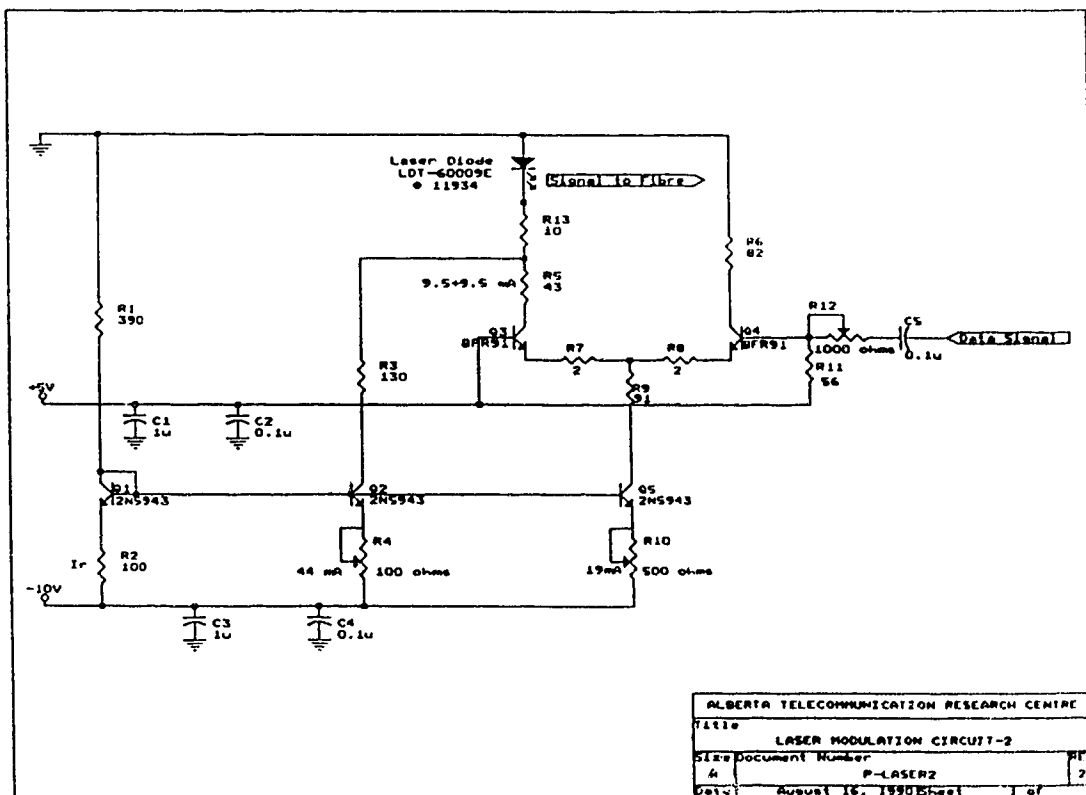 Laser Diode
LDT-60009E
@ 11934
Signal to Fibre
R13
10
R6
82
9.5+9.5 mA
R5
43
R1
390
Q3
BFR91
Q4
BFR91
R12
1000 ohms
C5
0.1u
Data Signal
R3
130
R7
2
R8
2
R11
56
R9
91
+5V
C1
1u
C2
0.1u
Q1
2N5943
Q2
2N5943
Q5
2N5943
Ir
R2
100
R4
44 mA
100 ohms
R10
19mA
500 ohms
-10V
C3
1u
C4
0.1u
ALBERTA TELECOMMUNICATION RESEARCH CENTRE
Title
LASER MODULATION CIRCUIT-2
Size Document Number
A P-LASER2 2
Date: August 16, 1990 Sheet 1 of